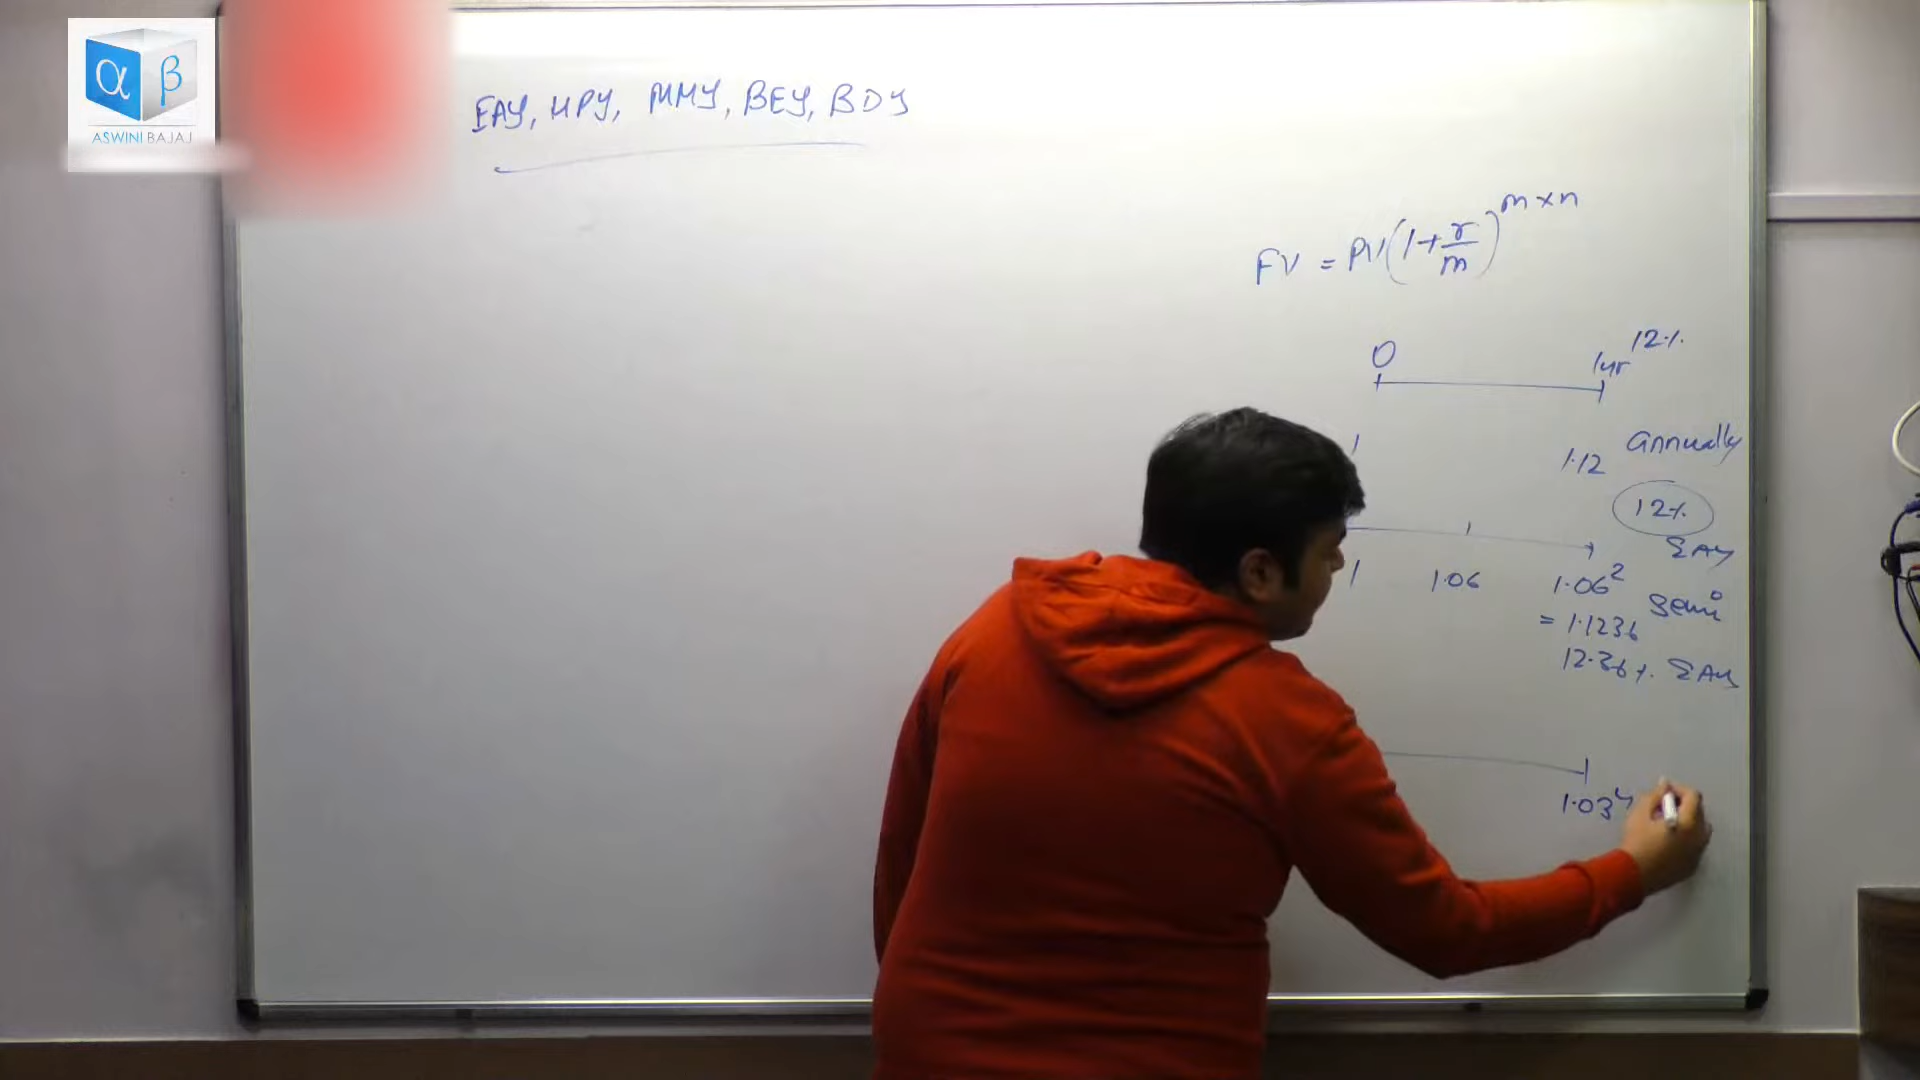 α β
ASWINI BAJAJ
EAY, HPY, MMY, BEY, BDY
FV = PV(1+r/m)^m×n
0 1yr 12%
1 1.12 annually
12%
EAY
1 1.06 1.06² semi
= 1.1236
12.36%. EAY
1.03⁴